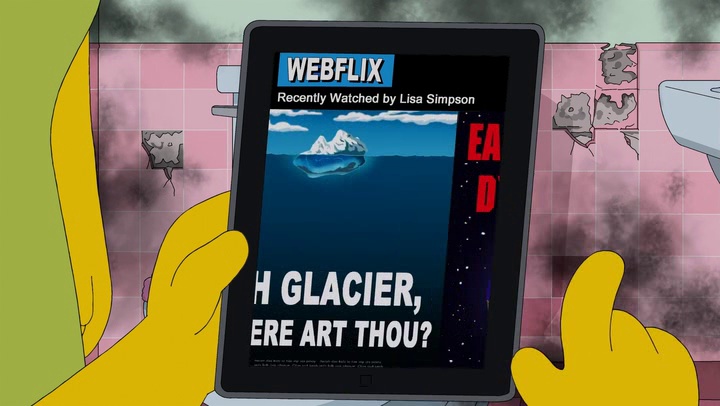 WEBFLIX
Recently Watched by Lisa Simpson
EA
D
H GLACIER,
ERE ART THOU?